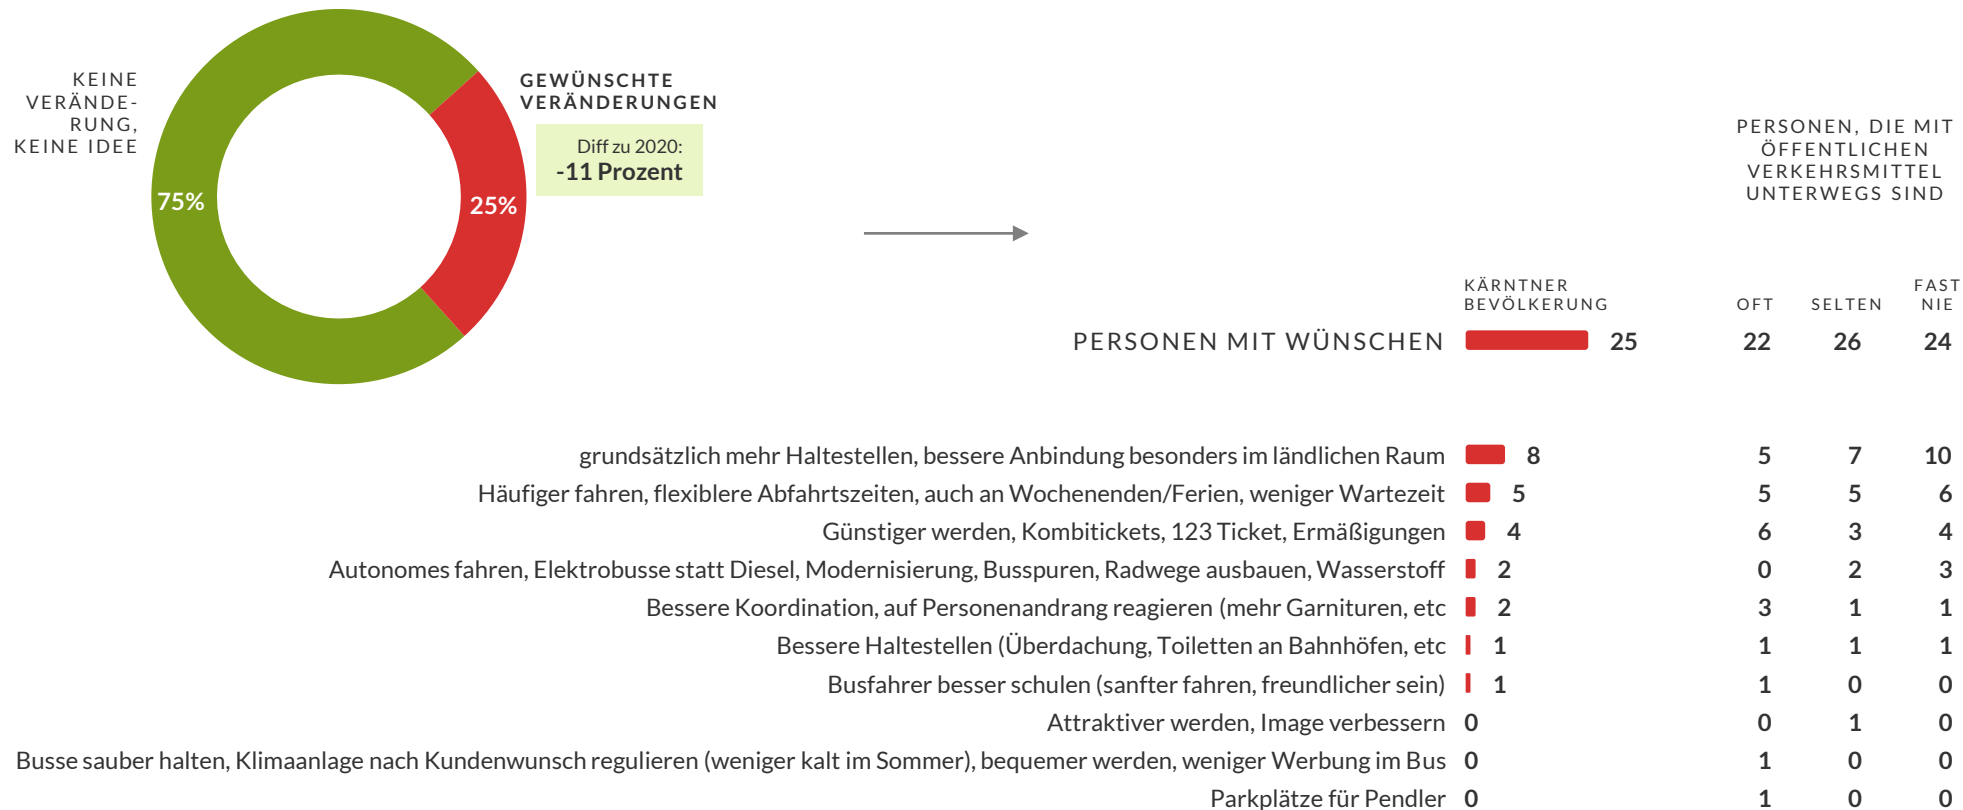 KEINE
VERÄNDE-
RUNG,
KEINE IDEE
75%
25%
GEWÜNSCHTE
VERÄNDERUNGEN
Diff zu 2020:
-11 Prozent
PERSONEN, DIE MIT
ÖFFENTLICHEN
VERKEHRSMITTEL
UNTERWEGS SIND
KÄRNTNER
BEVÖLKERUNG
OFT
SELTEN
FAST
NIE
PERSONEN MIT WÜNSCHEN 25 22 26 24
grundsätzlich mehr Haltestellen, bessere Anbindung besonders im ländlichen Raum 8 5 7 10
Häufiger fahren, flexiblere Abfahrtszeiten, auch an Wochenenden/Ferien, weniger Wartezeit 5 5 5 6
Günstiger werden, Kombitickets, 123 Ticket, Ermäßigungen 4 6 3 4
Autonomes fahren, Elektrobusse statt Diesel, Modernisierung, Busspuren, Radwege ausbauen, Wasserstoff 2 0 2 3
Bessere Koordination, auf Personenandrang reagieren (mehr Garnituren, etc 2 3 1 1
Bessere Haltestellen (Überdachung, Toiletten an Bahnhöfen, etc 1 1 1 1
Busfahrer besser schulen (sanfter fahren, freundlicher sein) 1 1 0 0
Attraktiver werden, Image verbessern 0 0 1 0
Busse sauber halten, Klimaanlage nach Kundenwunsch regulieren (weniger kalt im Sommer), bequemer werden, weniger Werbung im Bus 0 1 0 0
Parkplätze für Pendler 0 1 0 0